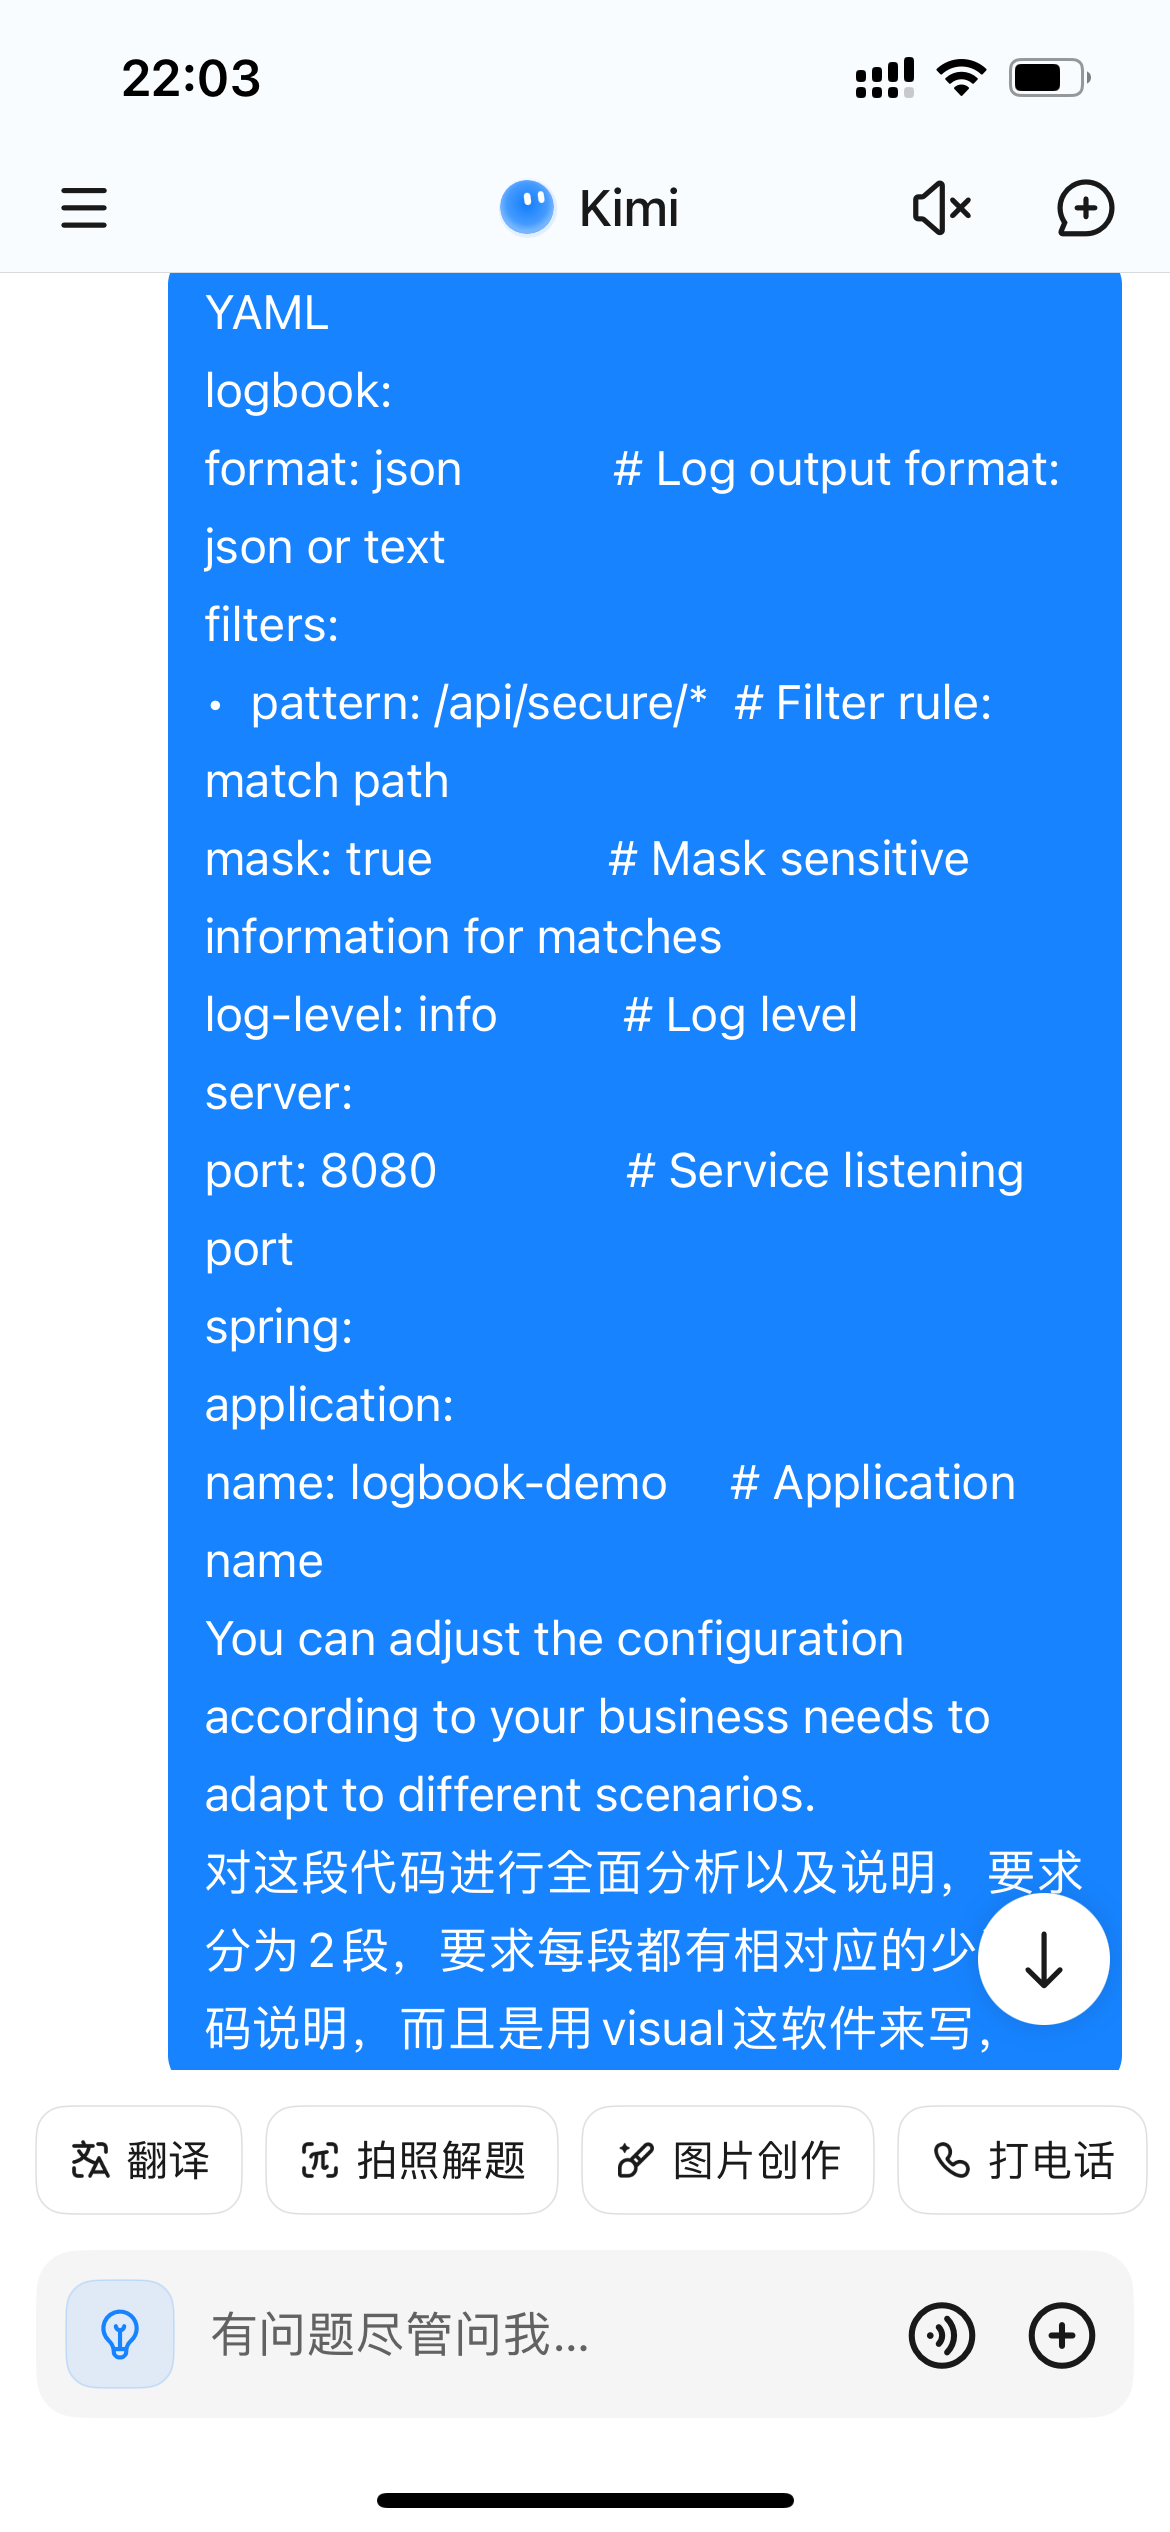 22:03
Kimi
YAML
logbook:
format: json # Log output format:
json or text
filters:
• pattern: /api/secure/* # Filter rule:
match path
mask: true # Mask sensitive
information for matches
log-level: info # Log level
server:
port: 8080 # Service listening
port
spring:
application:
name: logbook-demo # Application
name
You can adjust the configuration
according to your business needs to
adapt to different scenarios.
对这段代码进行全面分析以及说明，要求
分为2段，要求每段都有相对应的少
码说明，而且是用visual这软件来写，
翻译
拍照解题
图片创作
打电话
有问题尽管问我...